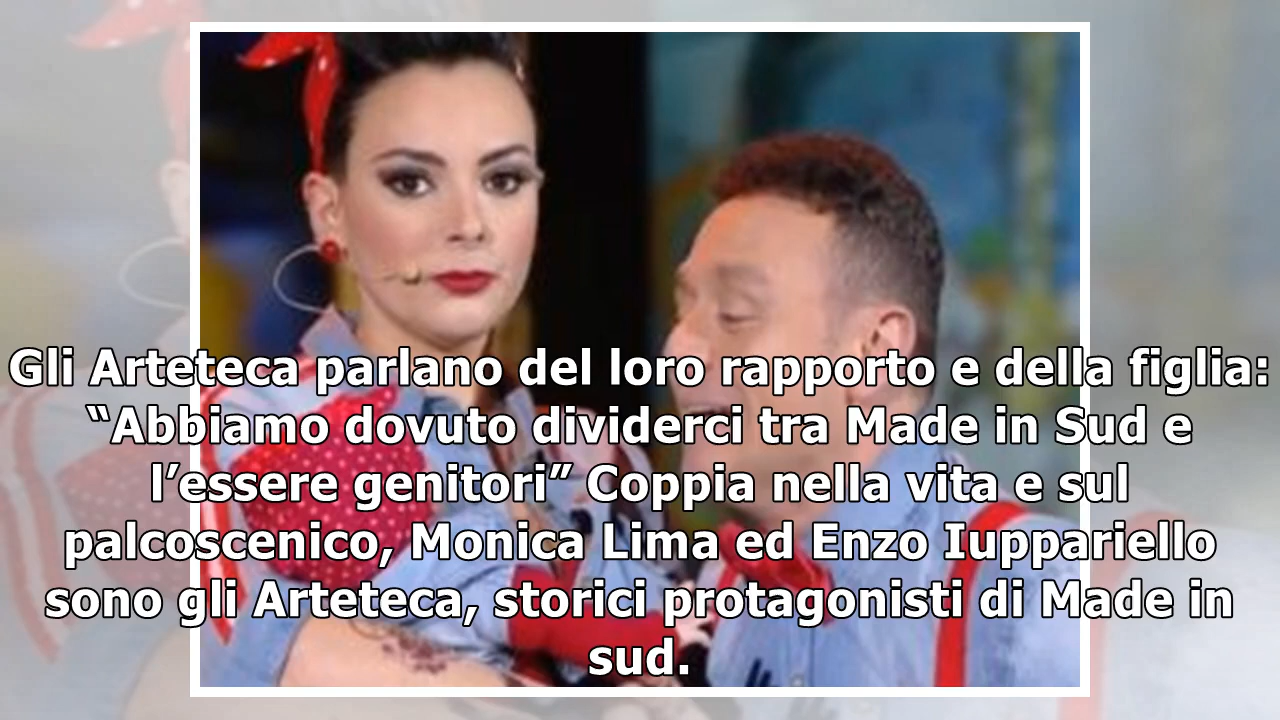 Gli Arteteca parlano del loro rapporto e della figlia:
“Abbiamo dovuto dividerci tra Made in Sud e
l’essere genitori” Coppia nella vita e sul
palcoscenico, Monica Lima ed Enzo Iuppariello
sono gli Arteteca, storici protagonisti di Made in
sud.